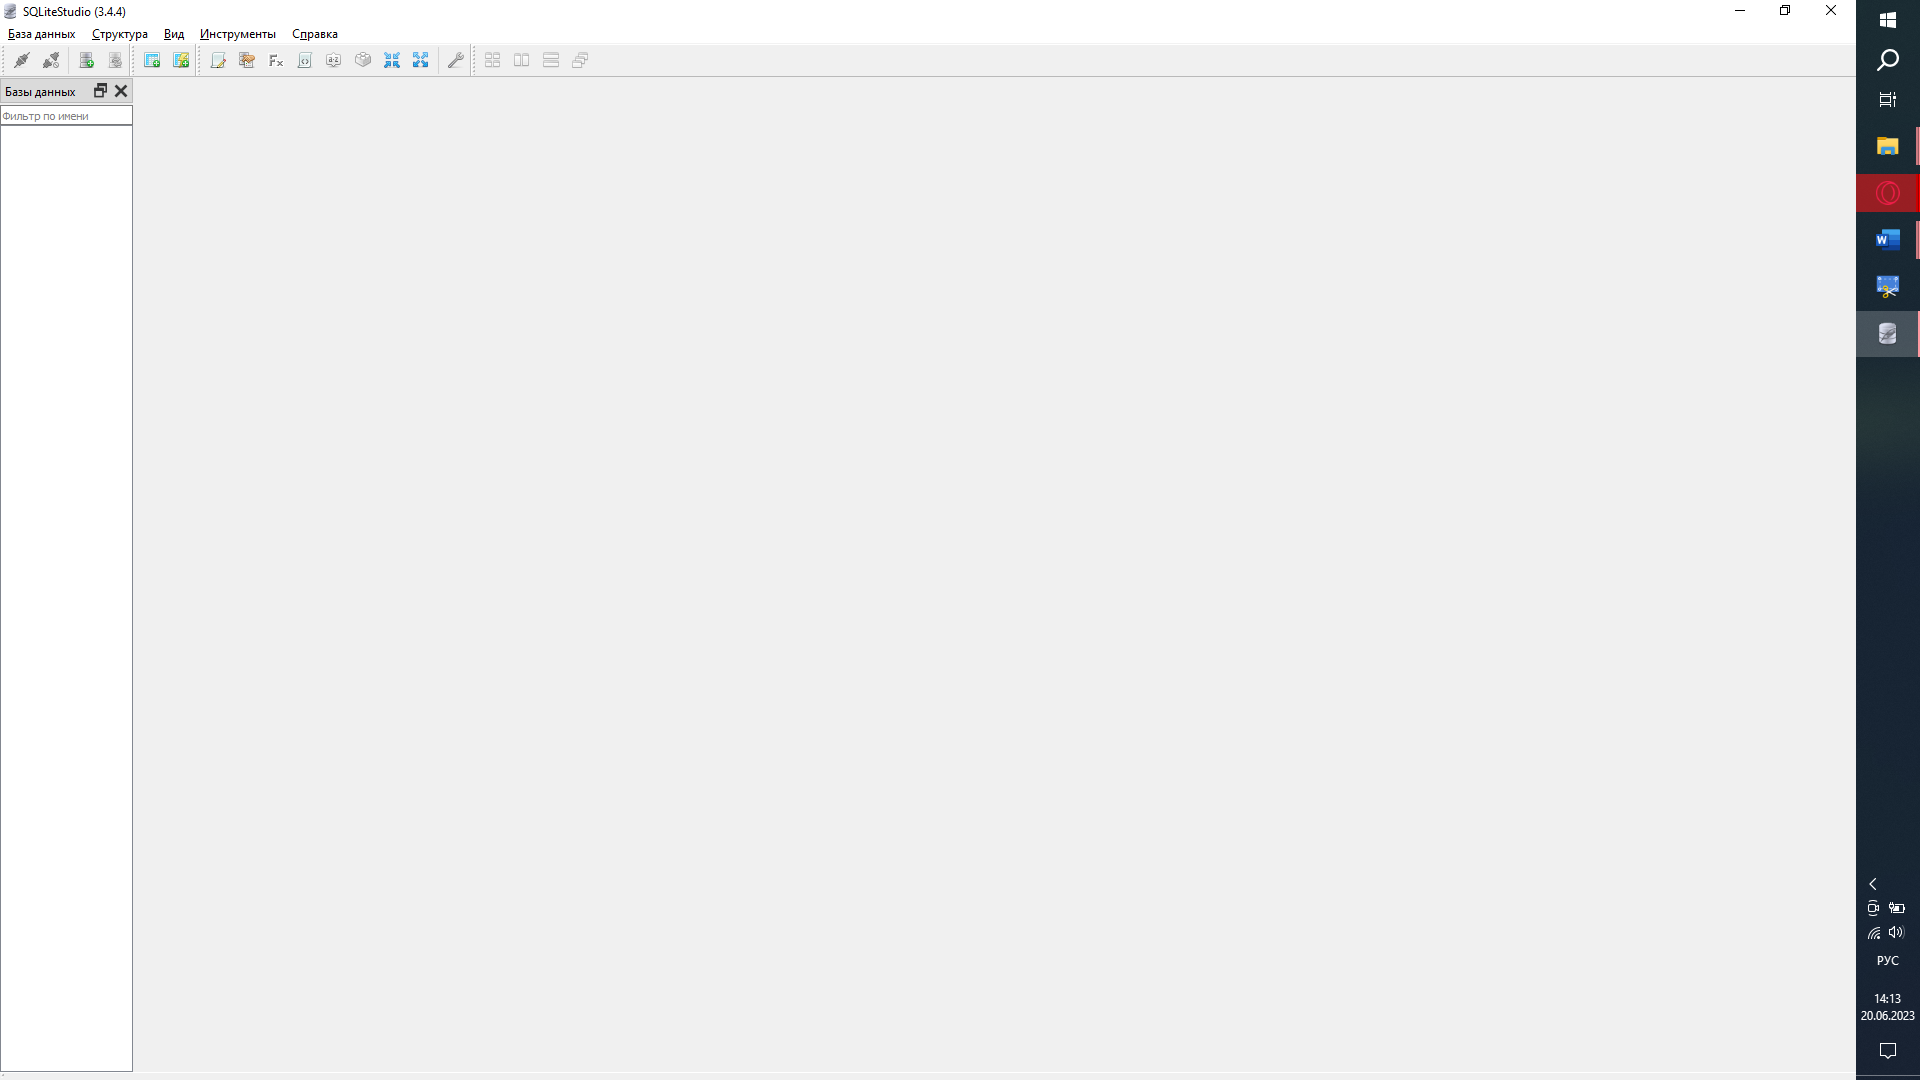 SQLiteStudio (3.4.4)
База данных Структура Вид Инструменты Справка
Базы данных
Фильтр по имени
РУС
14:13
20.06.2023